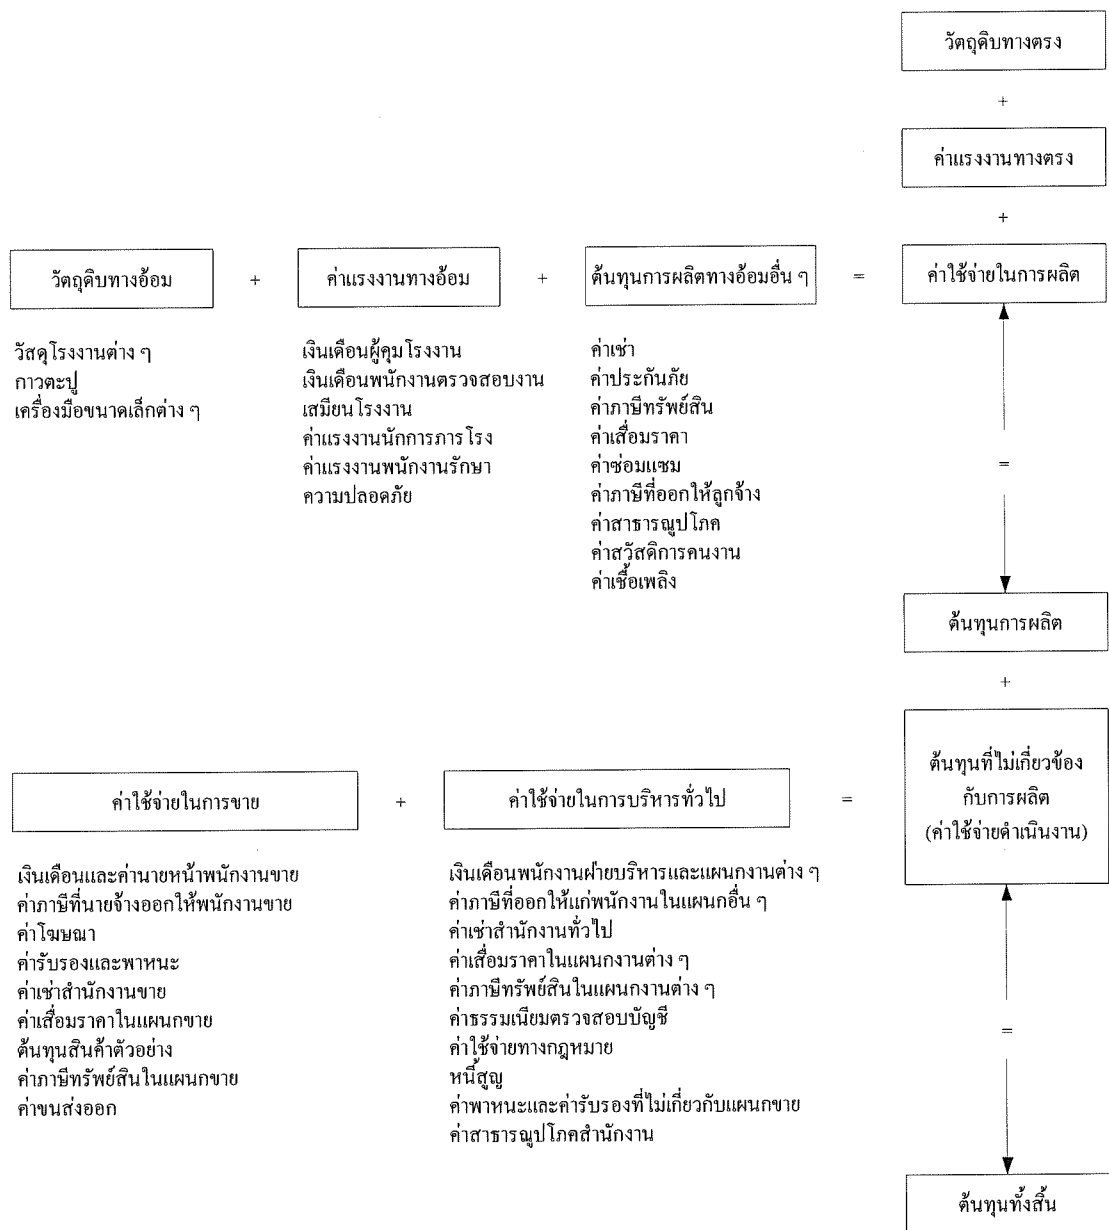 วัตถุดิบทางตรง
+
ค่าแรงงานทางตรง
+
วัตถุดิบทางอ้อม + ค่าแรงงานทางอ้อม + ต้นทุนการผลิตทางอ้อมอื่น ๆ = ค่าใช้จ่ายในการผลิต
วัสดุโรงงานต่าง ๆ
กาวตะปู
เครื่องมือขนาดเล็กต่าง ๆ
เงินเดือนผู้คุมโรงงาน
เงินเดือนพนักงานตรวจสอบงาน
เสมียนโรงงาน
ค่าแรงงานนักการภารโรง
ค่าแรงงานพนักงานรักษา
ความปลอดภัย
ค่าเช่า
ค่าประกันภัย
ค่าภาษีทรัพย์สิน
ค่าเสื่อมราคา
ค่าซ่อมแซม
ค่าภาษีที่ออกให้ลูกจ้าง
ค่าสาธารณูปโภค
ค่าสวัสดิการคนงาน
ค่าเชื้อเพลิง
=
ต้นทุนการผลิต
+
ค่าใช้จ่ายในการขาย + ค่าใช้จ่ายในการบริหารทั่วไป =
ต้นทุนที่ไม่เกี่ยวข้อง
กับการผลิต
(ค่าใช้จ่ายดำเนินงาน)
เงินเดือนและค่านายหน้าพนักงานขาย
ค่าภาษีที่นายจ้างออกให้พนักงานขาย
ค่าโฆษณา
ค่ารับรองและพาหนะ
ค่าเช่าสำนักงานขาย
ค่าเสื่อมราคาในแผนกขาย
ต้นทุนสินค้าตัวอย่าง
ค่าภาษีทรัพย์สินในแผนกขาย
ค่าขนส่งออก
เงินเดือนพนักงานฝ่ายบริหารและแผนกงานต่าง ๆ
ค่าภาษีที่ออกให้แก่พนักงานในแผนกอื่น ๆ
ค่าเช่าสำนักงานทั่วไป
ค่าเสื่อมราคาในแผนกงานต่าง ๆ
ค่าภาษีทรัพย์สินในแผนกงานต่าง ๆ
ค่าธรรมเนียมตรวจสอบบัญชี
ค่าใช้จ่ายทางกฎหมาย
หนี้สูญ
ค่าพาหนะและค่ารับรองที่ไม่เกี่ยวกับแผนกขาย
ค่าสาธารณูปโภคสำนักงาน
=
ต้นทุนทั้งสิ้น